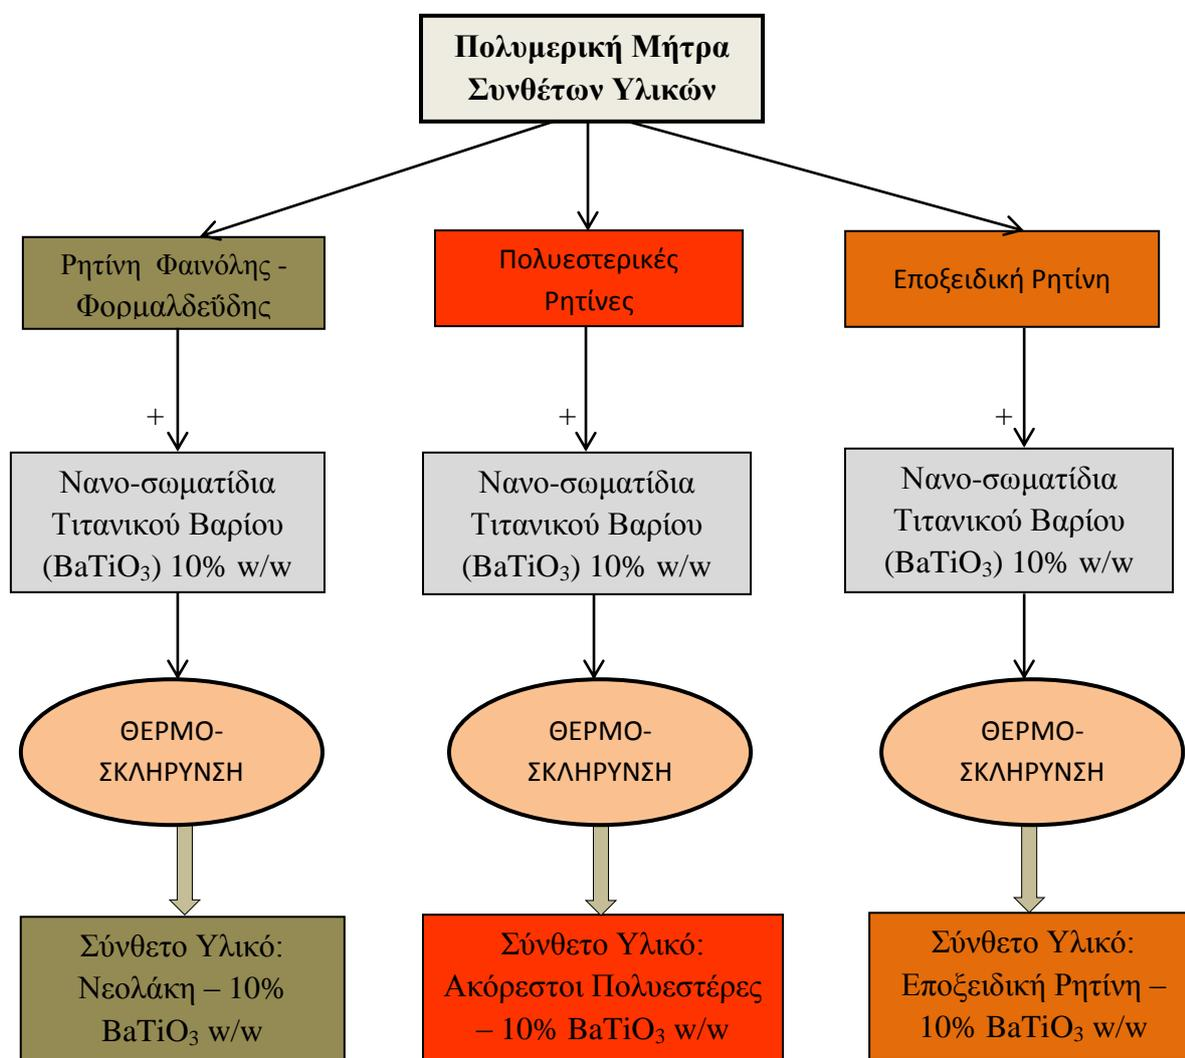 Πολυμερική Μήτρα
Συνθέτων Υλικών
Ρητίνη Φαινόλης -
Φορμαλδεΰδης
Πολυεστερικές
Ρητίνες
Εποξειδική Ρητίνη
+
+
+
Νανο-σωματίδια
Τιτανικού Βαρίου
(BaTiO₃) 10% w/w
Νανο-σωματίδια
Τιτανικού Βαρίου
(BaTiO₃) 10% w/w
Νανο-σωματίδια
Τιτανικού Βαρίου
(BaTiO₃) 10% w/w
ΘΕΡΜΟ-
ΣΚΛΗΡΥΝΣΗ
ΘΕΡΜΟ-
ΣΚΛΗΡΥΝΣΗ
ΘΕΡΜΟ-
ΣΚΛΗΡΥΝΣΗ
Σύνθετο Υλικό:
Νεολάκη – 10%
BaTiO₃ w/w
Σύνθετο Υλικό:
Ακόρεστοι Πολυεστέρες
– 10% BaTiO₃ w/w
Σύνθετο Υλικό:
Εποξειδική Ρητίνη –
10% BaTiO₃ w/w